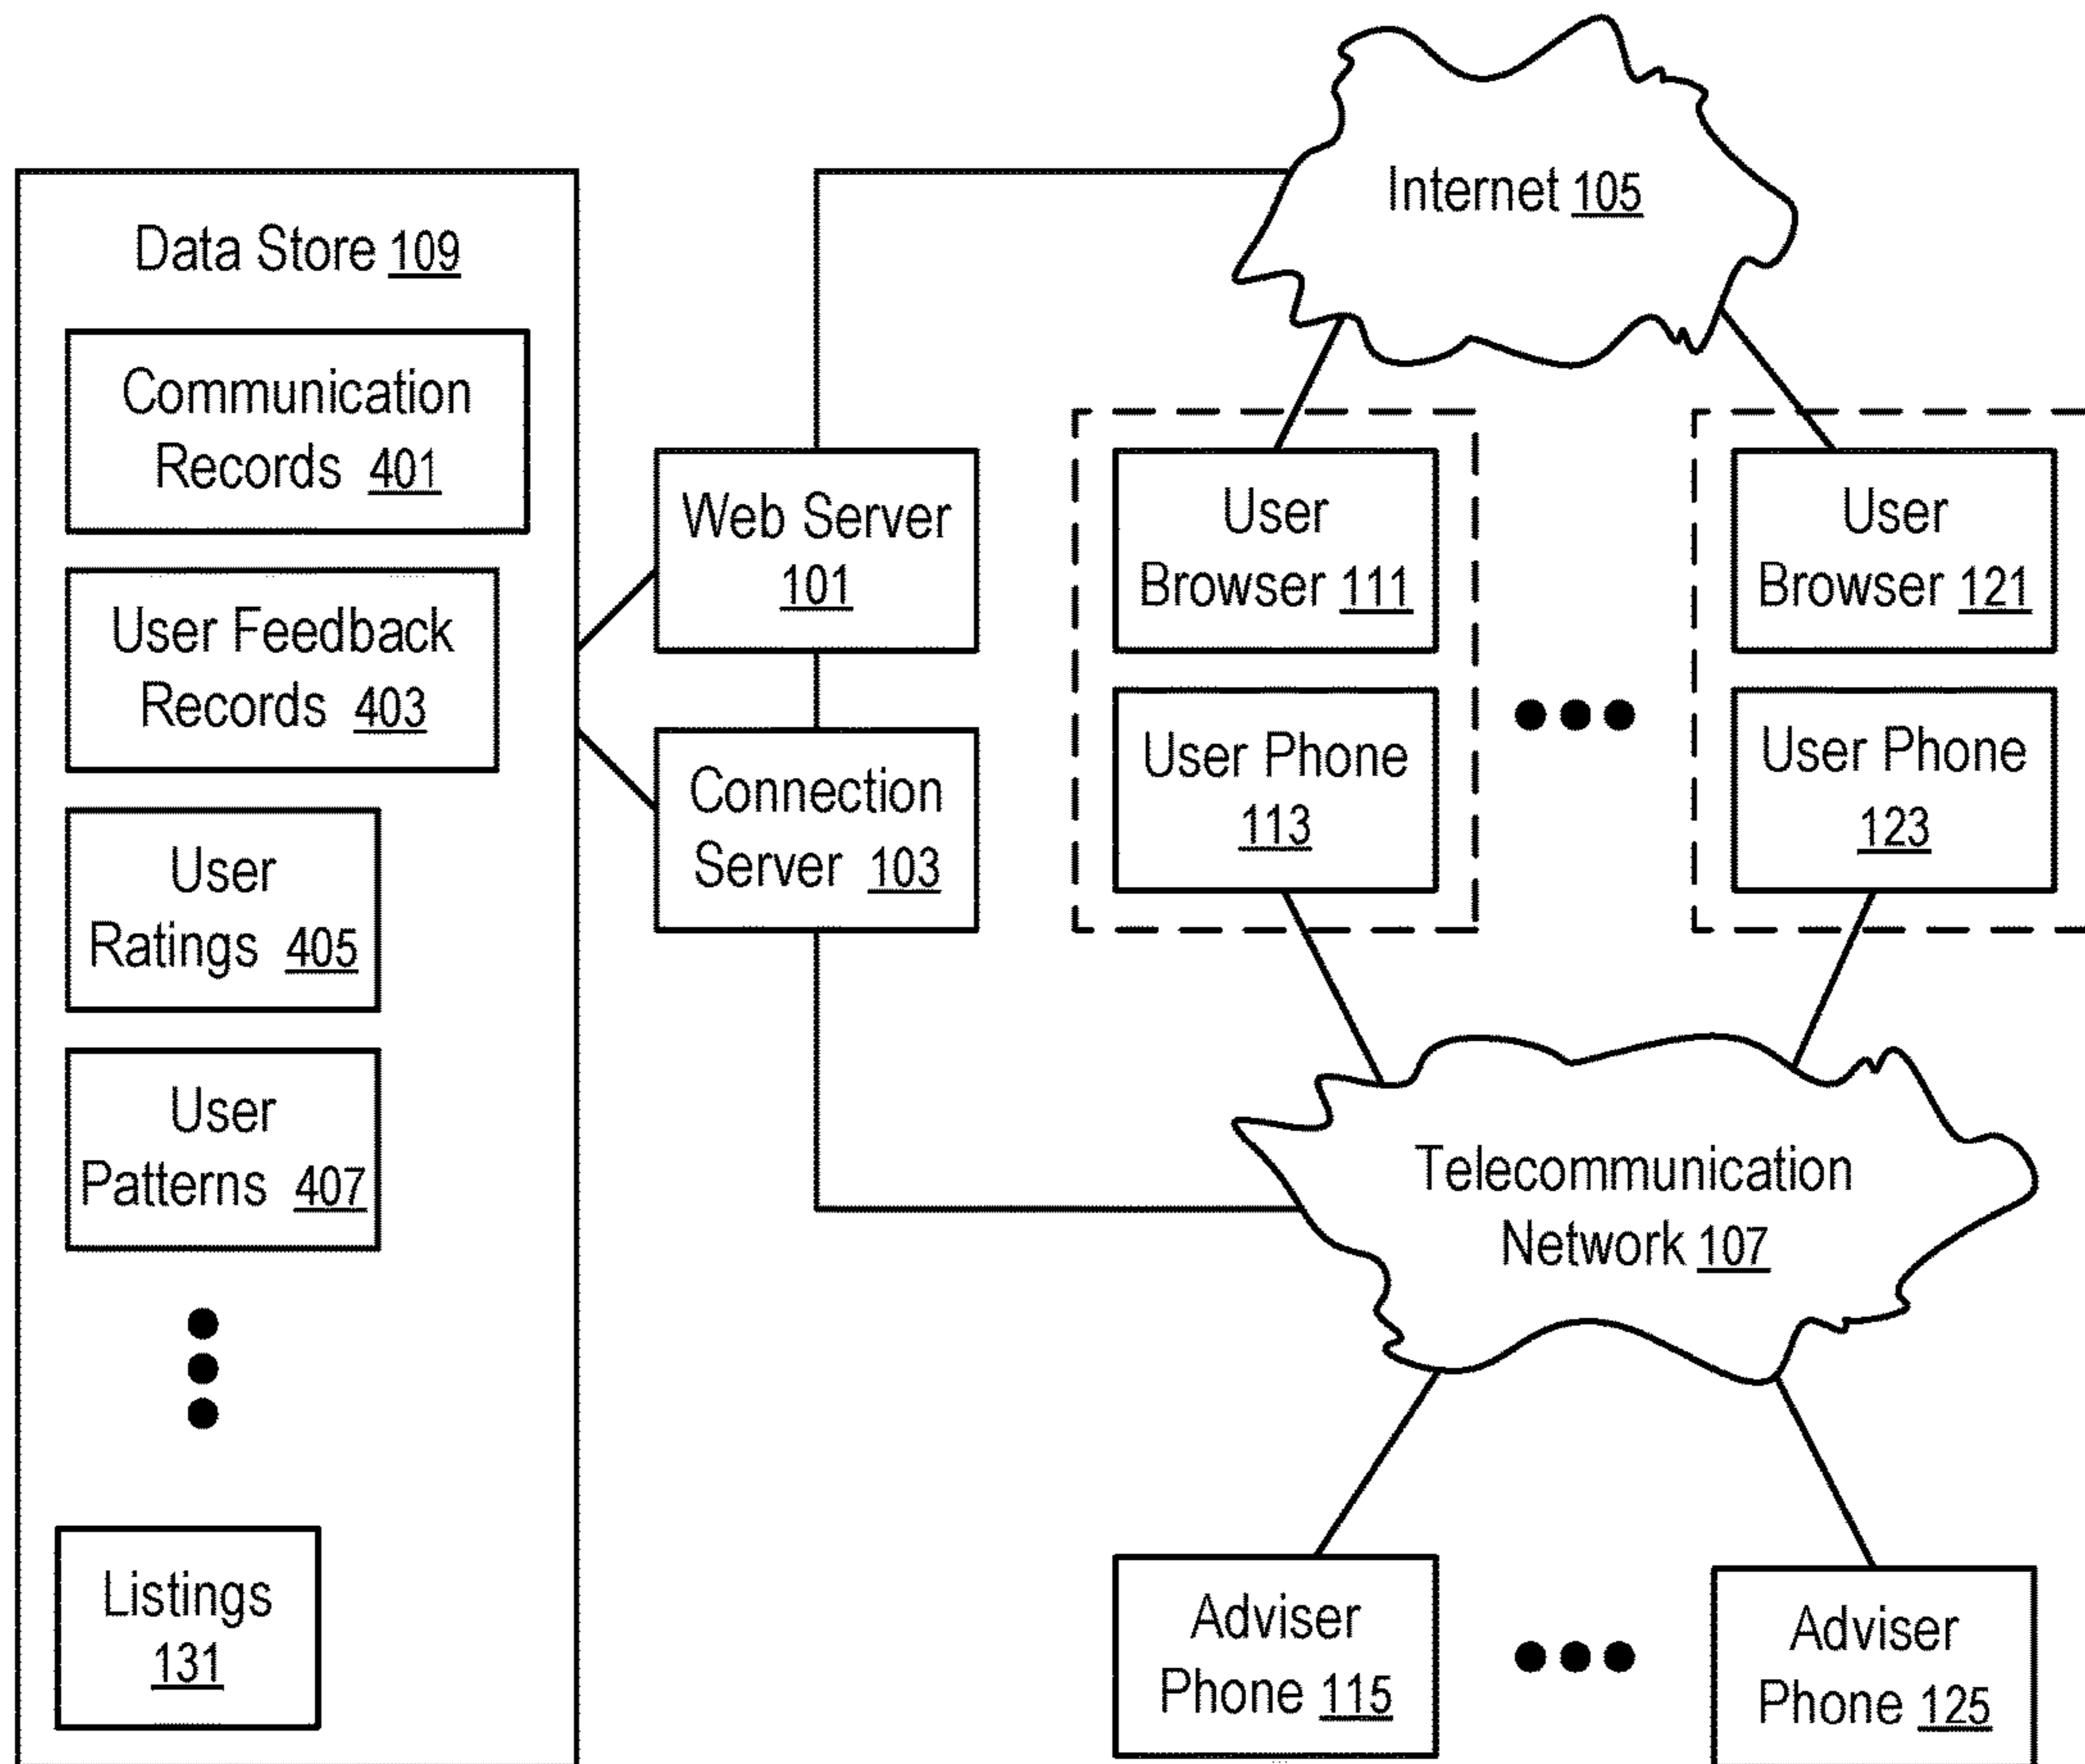 Data Store 109
Communication
Records 401
User Feedback
Records 403
User
Ratings 405
User
Patterns 407
Listings
131
Web Server
101
Connection
Server 103
Internet 105
User
Browser 111
User Phone
113
User
Browser 121
User Phone
123
Telecommunication
Network 107
Adviser
Phone 115
Adviser
Phone 125